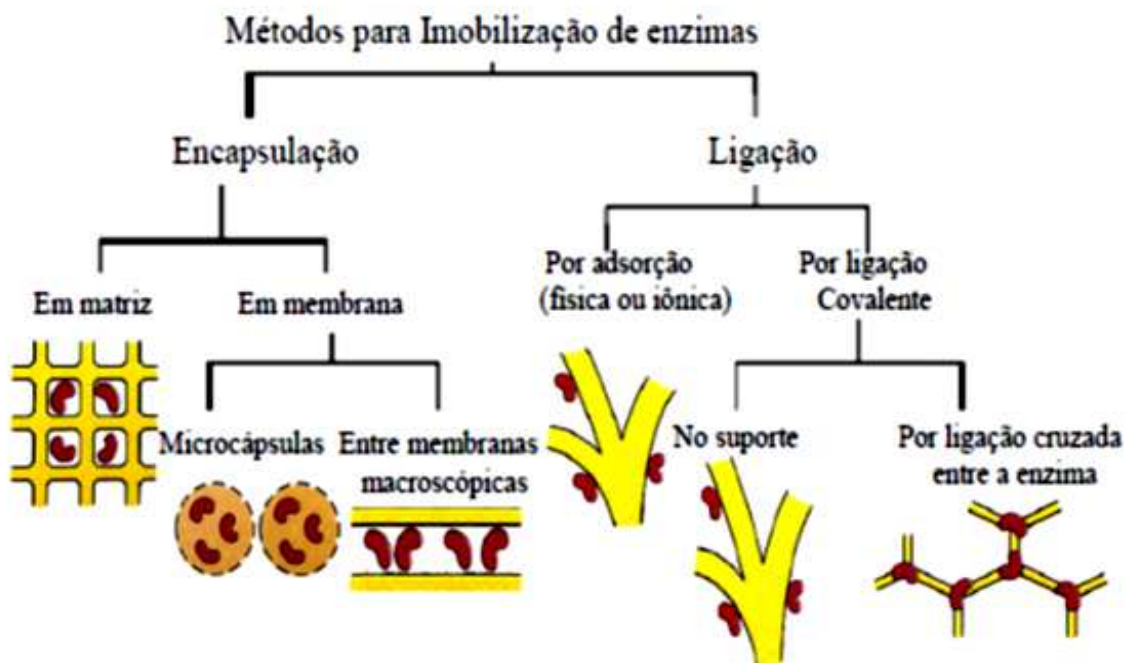 Métodos para Imobilização de enzimas
Encapsulação
Ligação
Em matriz
Em membrana
Por adsorção
(física ou iônica)
Por ligação
Covalente
Microcápsulas
Entre membranas
macroscópicas
No suporte
Por ligação cruzada
entre a enzima